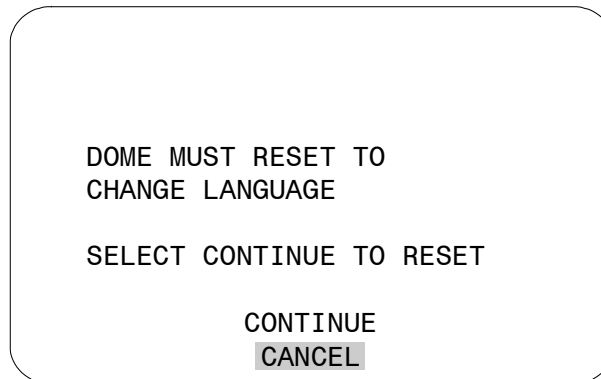 DOME MUST RESET TO
CHANGE LANGUAGE
SELECT CONTINUE TO RESET
CONTINUE
CANCEL